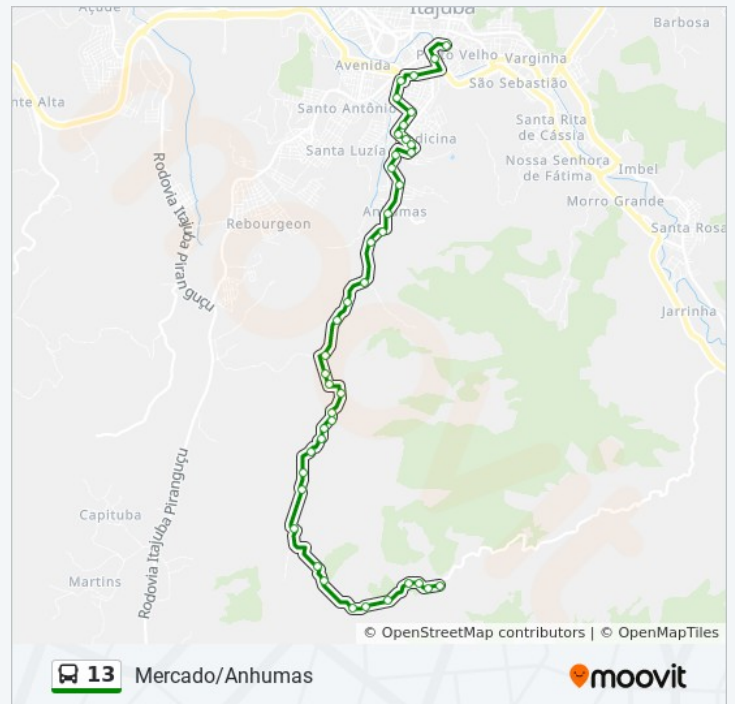 Açude
Itajubá
Barbosa
Porto Velho
Varginha
Avenida
São Sebastião
nte Alta
Santo Antônio
Santa Rita
de Cássia
Medicina
Santa Luzia
Nossa Senhora
de Fátima
Imbel
Morro Grande
Anhumas
Rebourgeon
Santa Rosa
Rodovia Itajubá Piranguçu
Jarrinha
Capituba
Martins
Rodovia Itajuba Piranguçu
© OpenStreetMap contributors | © OpenMapTiles
13 Mercado/Anhumas
moovit